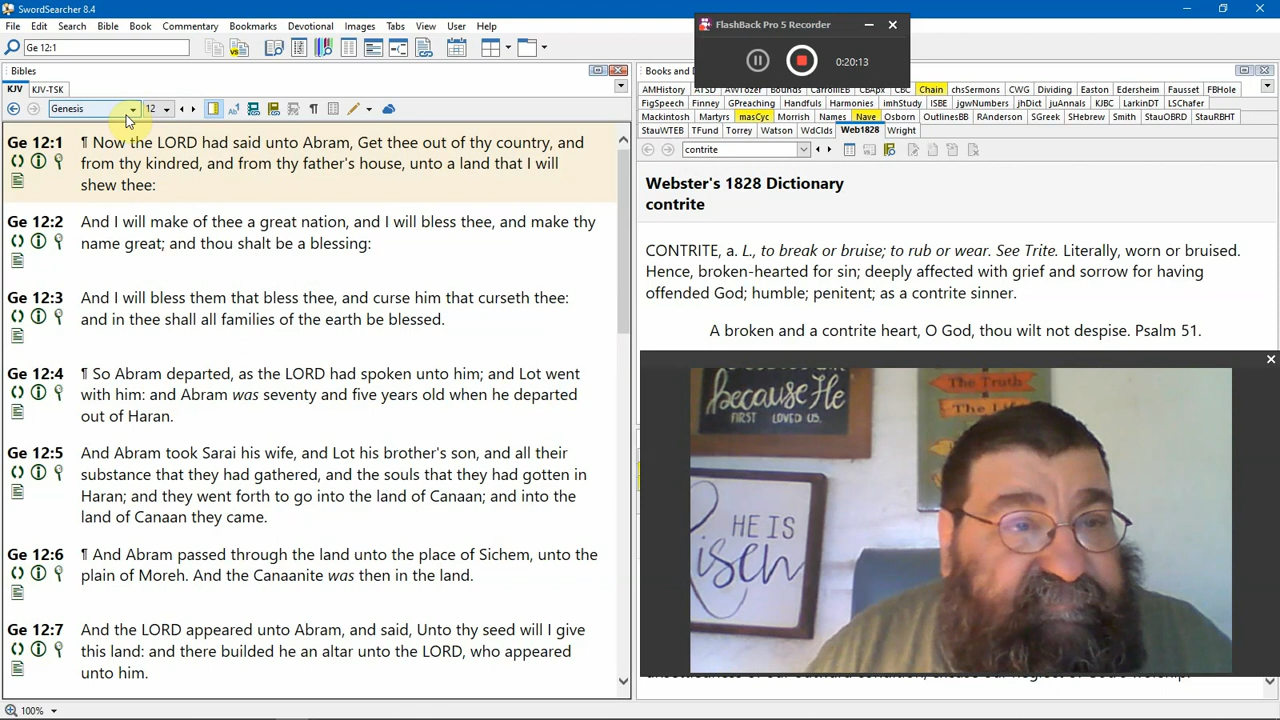 SwordSearcher 8.4
File Edit Search Bible Book Commentary Bookmarks Devotional Images Tabs View User Help
Ge 12:1
FlashBack Pro 5 Recorder
0:20:13
Bibles
KJV KJV-TSK
Genesis 12
Ge 12:1 ¶ Now the LORD had said unto Abram, Get thee out of thy country, and
from thy kindred, and from thy father's house, unto a land that I will
shew thee:
Ge 12:2 And I will make of thee a great nation, and I will bless thee, and make thy
name great; and thou shalt be a blessing:
Ge 12:3 And I will bless them that bless thee, and curse him that curseth thee:
and in thee shall all families of the earth be blessed.
Ge 12:4 ¶ So Abram departed, as the LORD had spoken unto him; and Lot went
with him: and Abram was seventy and five years old when he departed
out of Haran.
Ge 12:5 And Abram took Sarai his wife, and Lot his brother's son, and all their
substance that they had gathered, and the souls that they had gotten in
Haran; and they went forth to go into the land of Canaan; and into the
land of Canaan they came.
Ge 12:6 ¶ And Abram passed through the land unto the place of Sichem, unto the
plain of Moreh. And the Canaanite was then in the land.
Ge 12:7 And the LORD appeared unto Abram, and said, Unto thy seed will I give
this land: and there builded he an altar unto the LORD, who appeared
unto him.
100%
Books and D
AMHistory ATSD AWZ Bounds CarrollEB CBApx CBC Chain chsSermons CWG Dividing Easton Edersheim Fausset FBHole
FigSpeech Finney GPreaching Handfuls Harmonies imhStudy ISBE jgwNumbers jhDict juAnnals KJBC LarkinDT LSChafer
Mackintosh Martyrs masCyc Morrish Names Nave Osborn OutlinesBB RAnderson SGreek SHebrew Smith StauOBRD StauRBHT
StauWTEB TFund Torrey Watson WdClds Web1828 Wright
contrite
Webster's 1828 Dictionary
contrite
CONTRITE, a. L., to break or bruise; to rub or wear. See Trite. Literally, worn or bruised.
Hence, broken-hearted for sin; deeply affected with grief and sorrow for having
offended God; humble; penitent; as a contrite sinner.
A broken and a contrite heart, O God, thou wilt not despise. Psalm 51.
because He
FIRST LOVED US.
The Truth
The Life
HE IS
Risen